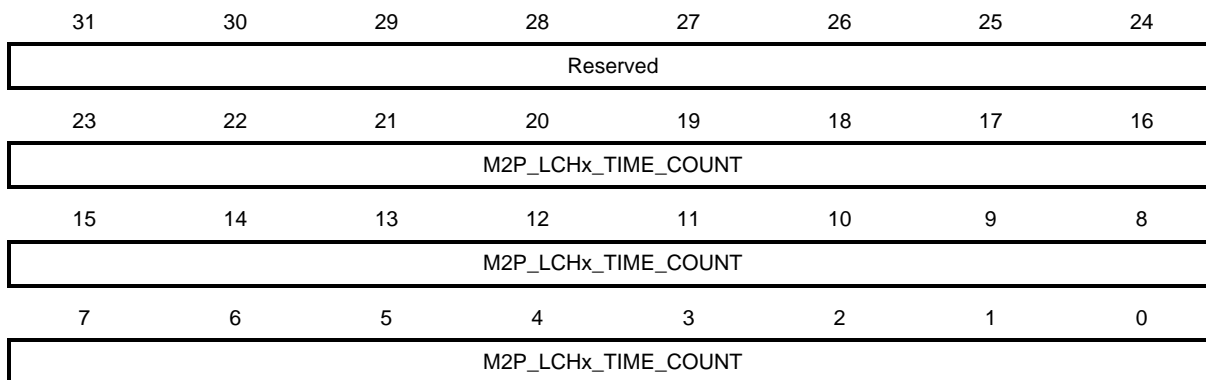 31 30 29 28 27 26 25 24
Reserved
23 22 21 20 19 18 17 16
M2P_LCHx_TIME_COUNT
15 14 13 12 11 10 9 8
M2P_LCHx_TIME_COUNT
7 6 5 4 3 2 1 0
M2P_LCHx_TIME_COUNT